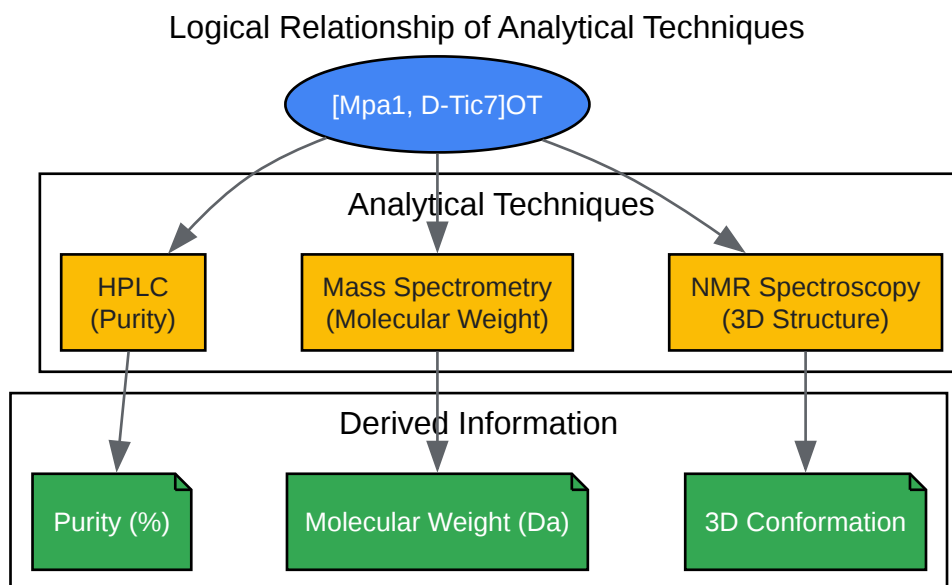 Logical Relationship of Analytical Techniques
[Mpa1, D-Tic7]OT
Analytical Techniques
HPLC
(Purity)
Mass Spectrometry
(Molecular Weight)
NMR Spectroscopy
(3D Structure)
Derived Information
Purity (%)
Molecular Weight (Da)
3D Conformation